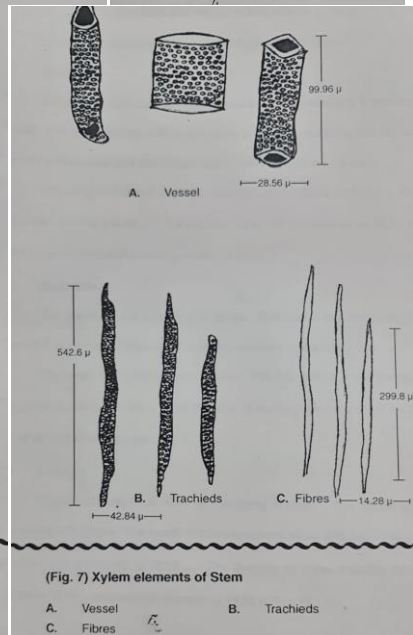 99.96 μ
28.56 μ
A. Vessel
542.6 μ
299.8 μ
B. Trachieds
C. Fibres
14.28 μ
42.84 μ
(Fig. 7) Xylem elements of Stem
A. Vessel
B. Trachieds
C. Fibres